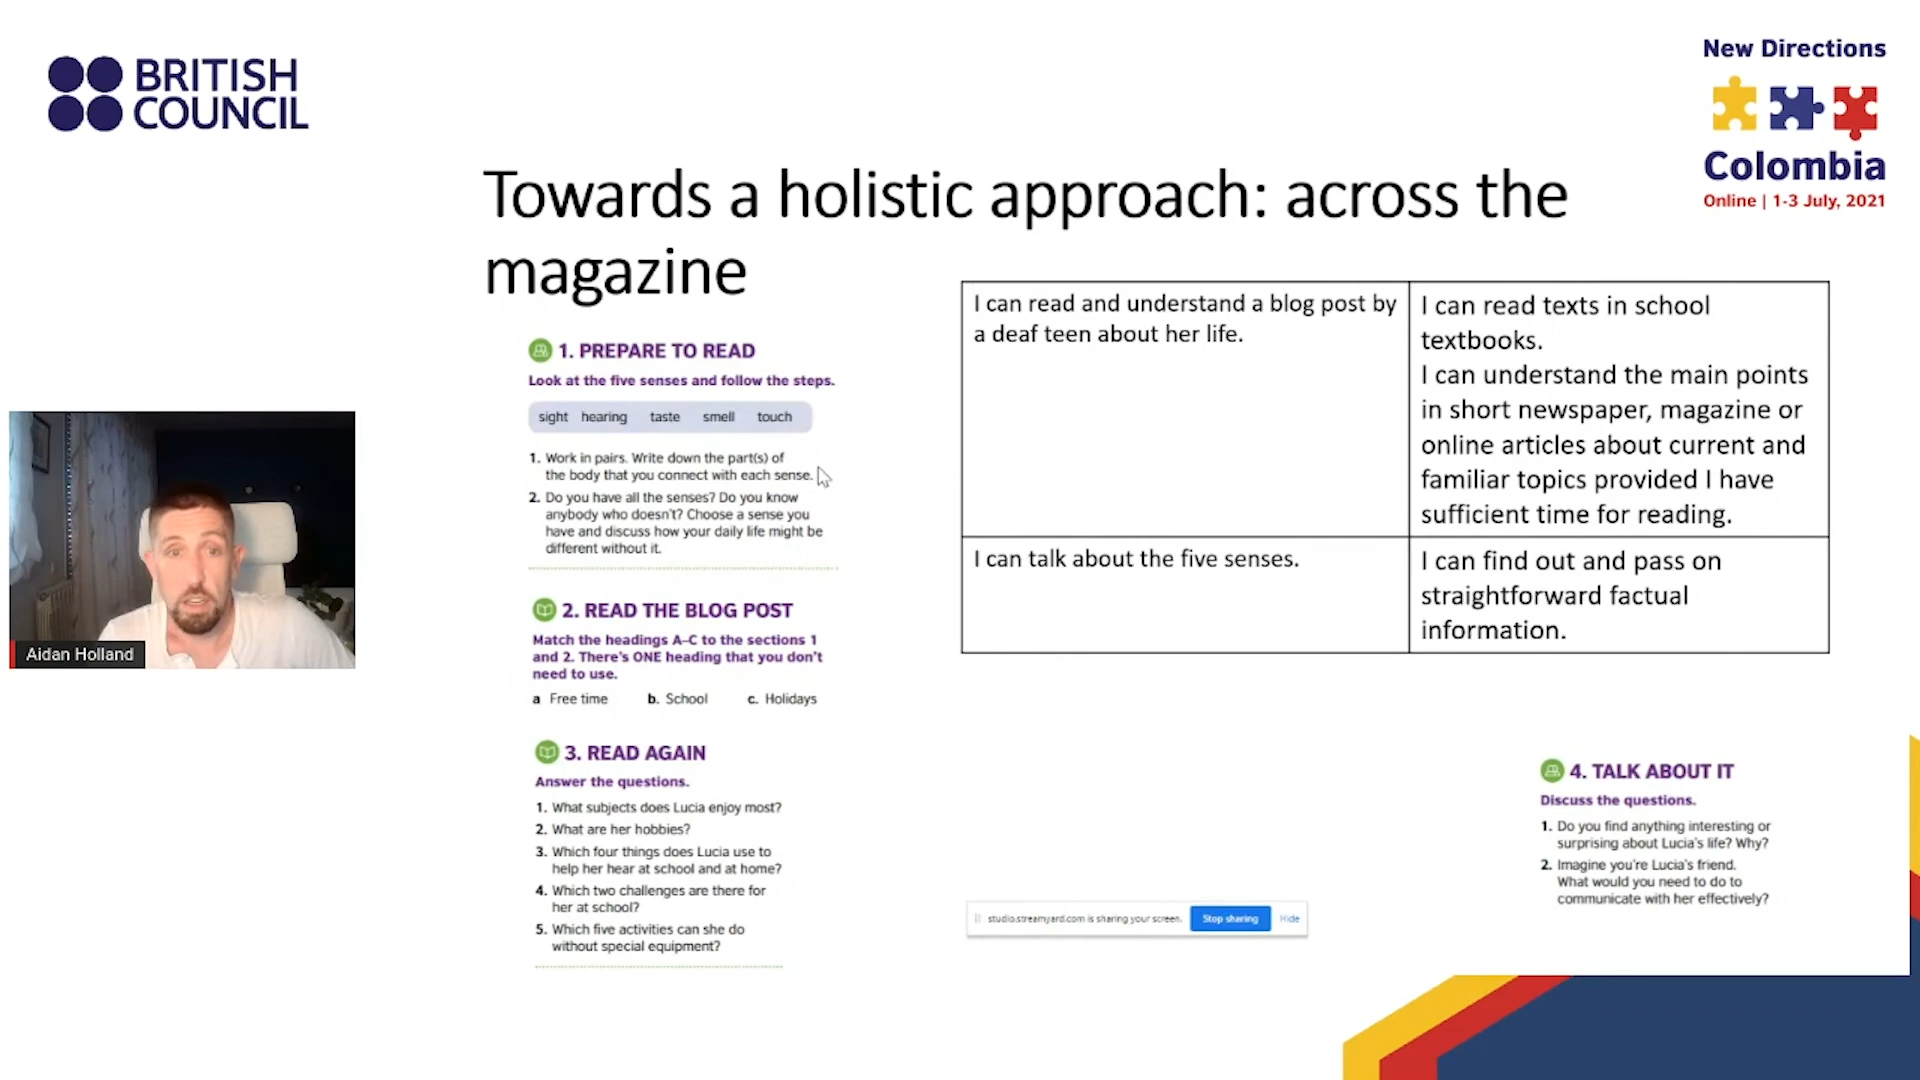 BRITISH
COUNCIL
New Directions
Colombia
Online | 1-3 July, 2021
Towards a holistic approach: across the
magazine
1. PREPARE TO READ
Look at the five senses and follow the steps.
sight hearing taste smell touch
1. Work in pairs. Write down the part(s) of
the body that you connect with each sense.
2. Do you have all the senses? Do you know
anybody who doesn't? Choose a sense you
have and discuss how your daily life might be
different without it.
2. READ THE BLOG POST
Match the headings A-C to the sections 1
and 2. There's ONE heading that you don't
need to use.
a Free time b. School c. Holidays
3. READ AGAIN
Answer the questions.
1. What subjects does Lucia enjoy most?
2. What are her hobbies?
3. Which four things does Lucia use to
help her hear at school and at home?
4. Which two challenges are there for
her at school?
5. Which five activities can she do
without special equipment?
I can read and understand a blog post by
a deaf teen about her life.
I can read texts in school
textbooks.
I can understand the main points
in short newspaper, magazine or
online articles about current and
familiar topics provided I have
sufficient time for reading.
I can talk about the five senses.
I can find out and pass on
straightforward factual
information.
4. TALK ABOUT IT
Discuss the questions.
1. Do you find anything interesting or
surprising about Lucia's life? Why?
2. Imagine you're Lucia's friend.
What would you need to do to
communicate with her effectively?
studio.streamyard.com is sharing your screen. Stop sharing Hide
Aidan Holland